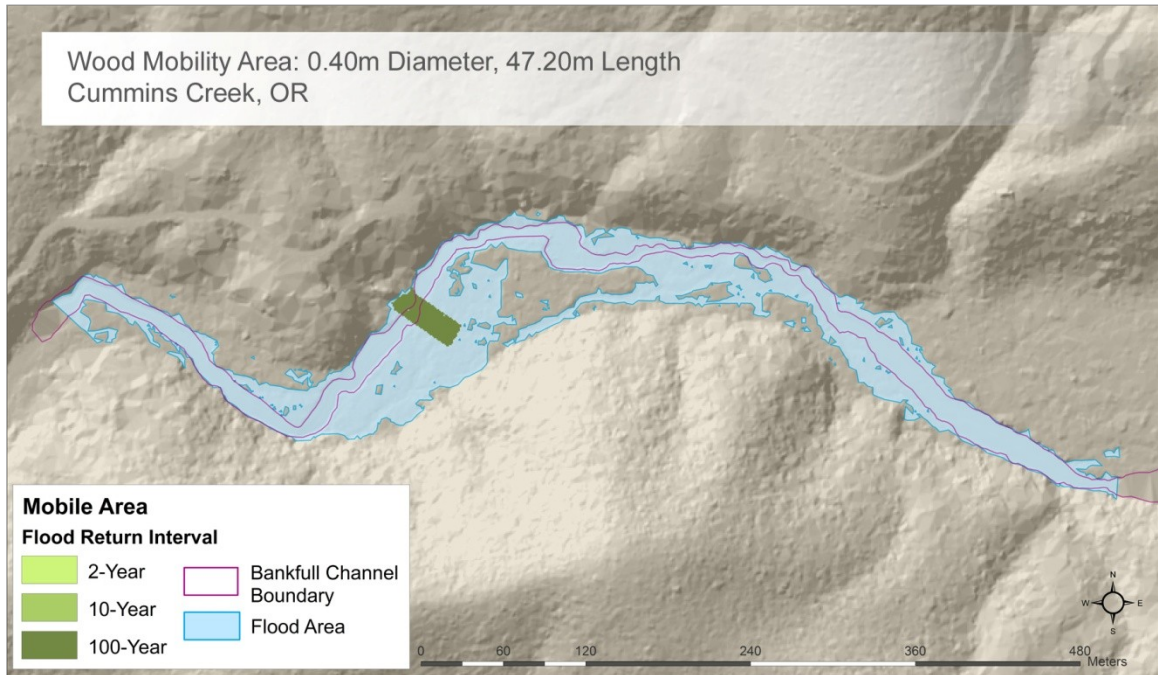 Wood Mobility Area: 0.40m Diameter, 47.20m Length
Cummins Creek, OR
Mobile Area
Flood Return Interval
2-Year
10-Year
100-Year
Bankfull Channel
Boundary
Flood Area
N
W E
S
0 60 120 240 360 480
Meters